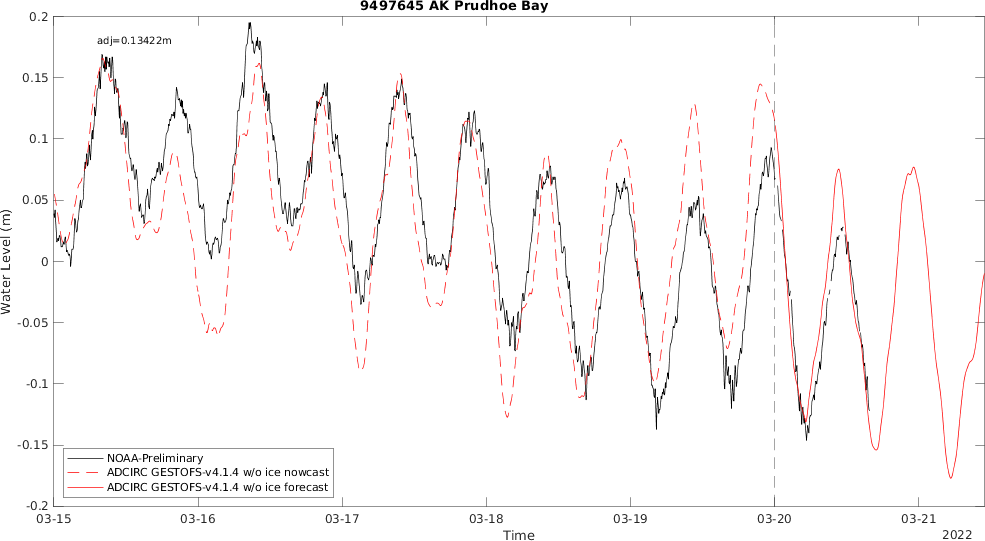 9497645 AK Prudhoe Bay
adj=0.13422m
0.2
0.15
0.1
0.05
0
-0.05
-0.1
-0.15
-0.2
Water Level (m)
NOAA-Preliminary
ADCIRC GESTOFS-v4.1.4 w/o ice nowcast
ADCIRC GESTOFS-v4.1.4 w/o ice forecast
03-15 03-16 03-17 03-18 03-19 03-20 03-21
Time
2022